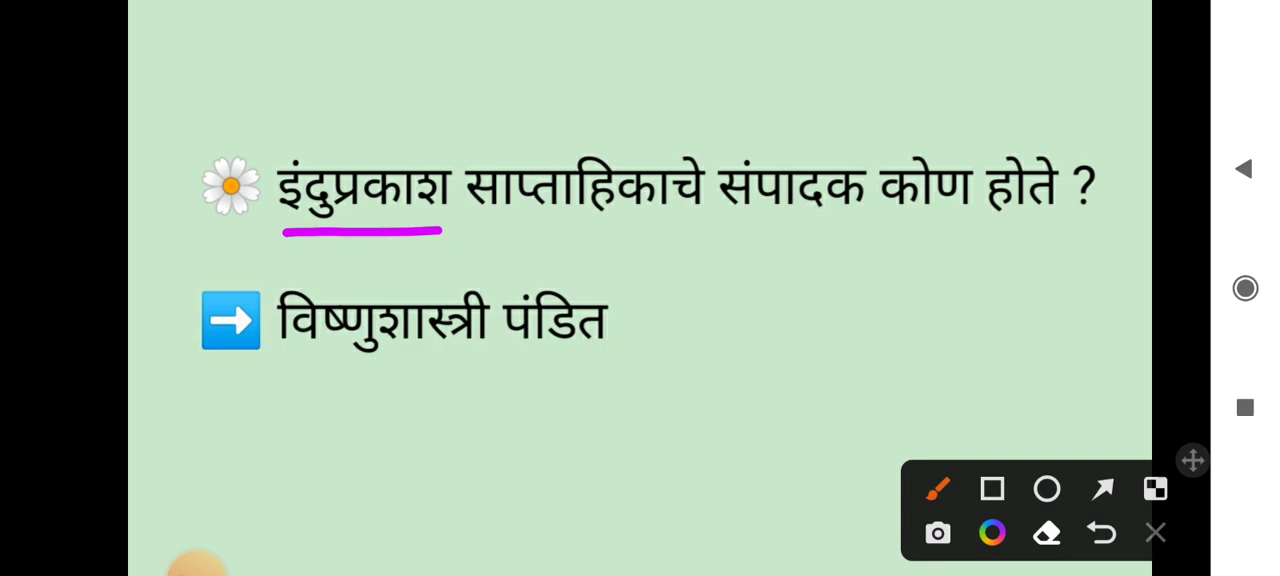 इंदुप्रकाश साप्ताहिकाचे संपादक कोण होते ?
विष्णुशास्त्री पंडित